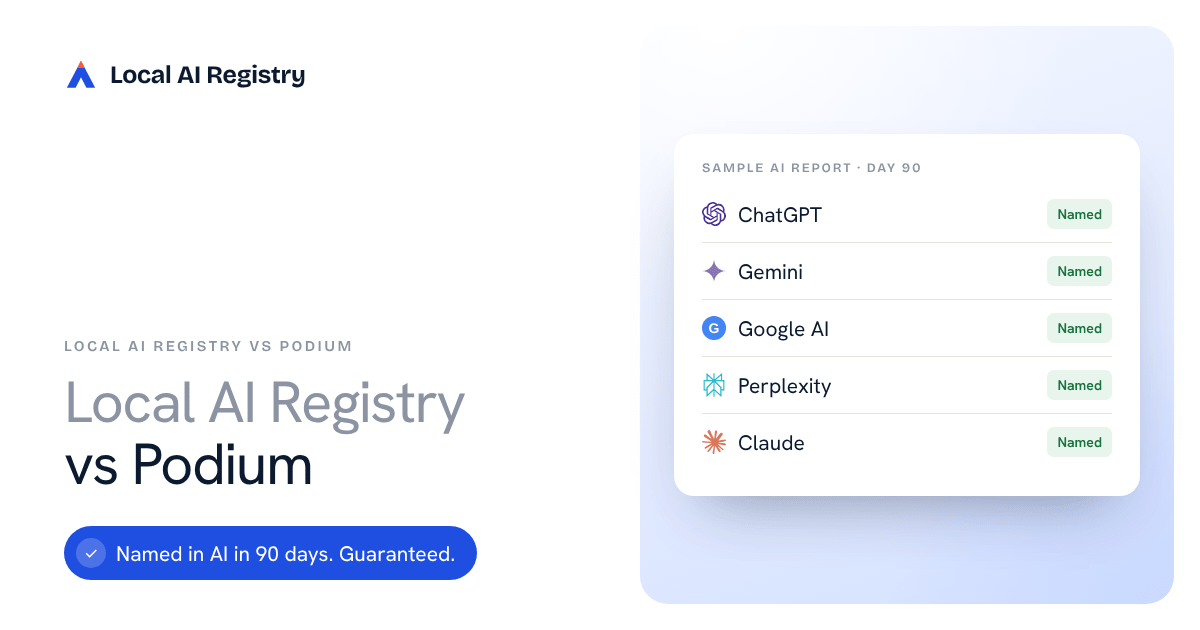 Local AI Registry
LOCAL AI REGISTRY VS PODIUM
Local AI Registry
vs Podium
Named in AI in 90 days. Guaranteed.
SAMPLE AI REPORT · DAY 90
ChatGPT Named
Gemini Named
G Google AI Named
Perplexity Named
Claude Named